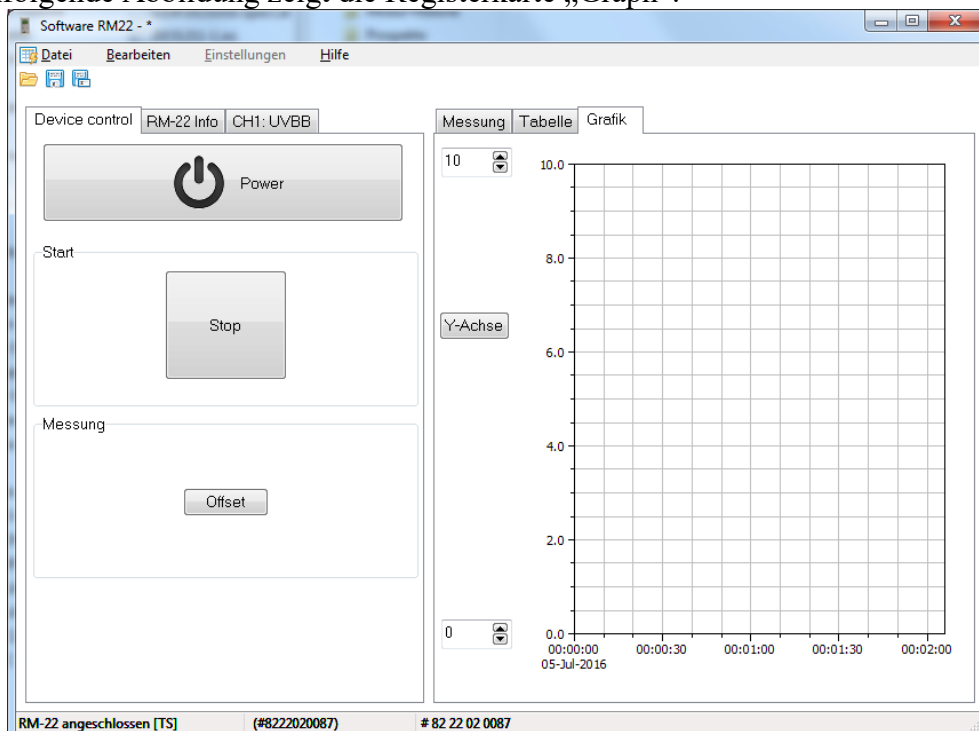 folgende Abbildung zeigt die Registerkarte „Graph“.
Software RM22 - *
Datei Bearbeiten Einstellungen Hilfe
Device control RM-22 Info CH1: UVBB
Power
Start
Stop
Messung
Offset
Messung Tabelle Grafik
10
Y-Achse
0
10.0
8.0
6.0
4.0
2.0
0.0
00:00:00 00:00:30 00:01:00 00:01:30 00:02:00
05-Jul-2016
RM-22 angeschlossen [TS] (#8222020087) # 82 22 02 0087